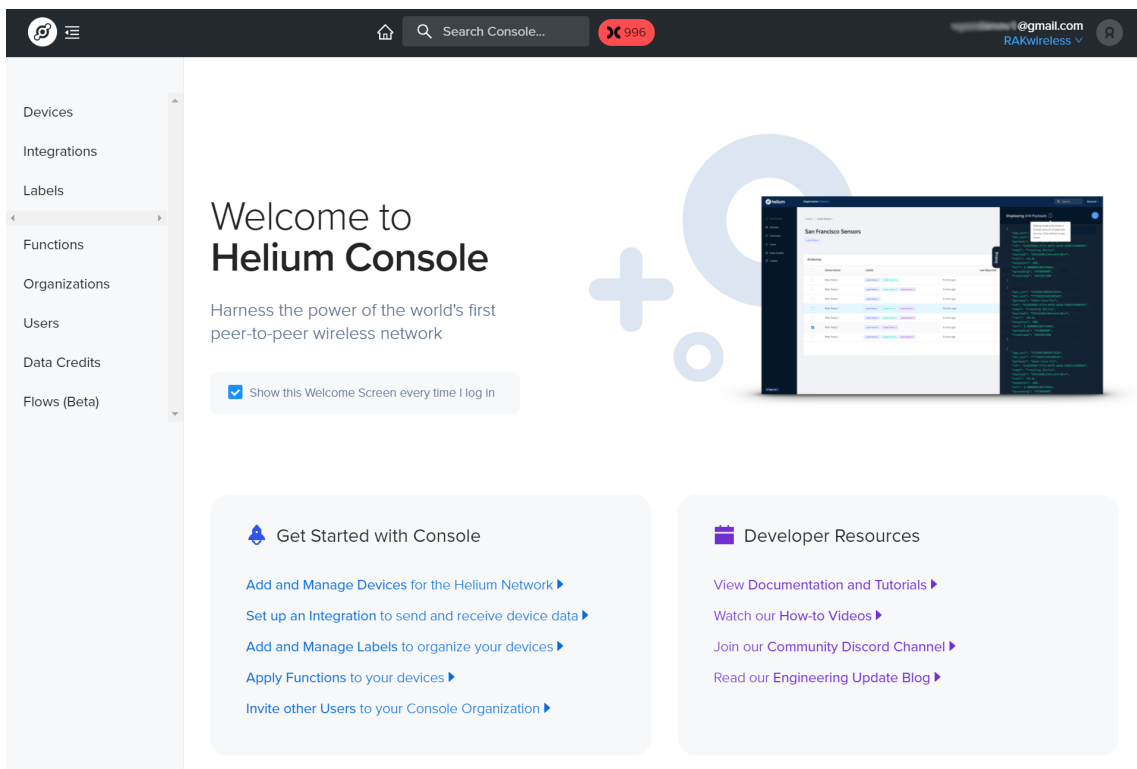 Search Console...
996
@gmail.com
RAKwireless
Devices
Integrations
Labels
Functions
Organizations
Users
Data Credits
Flows (Beta)
Welcome to
Helium Console
Harness the power of the world's first
peer-to-peer wireless network
Show this Welcome Screen every time I log in
helium
San Francisco Sensors
Get Started with Console
Add and Manage Devices for the Helium Network
Set up an Integration to send and receive device data
Add and Manage Labels to organize your devices
Apply Functions to your devices
Invite other Users to your Console Organization
Developer Resources
View Documentation and Tutorials
Watch our How-to Videos
Join our Community Discord Channel
Read our Engineering Update Blog